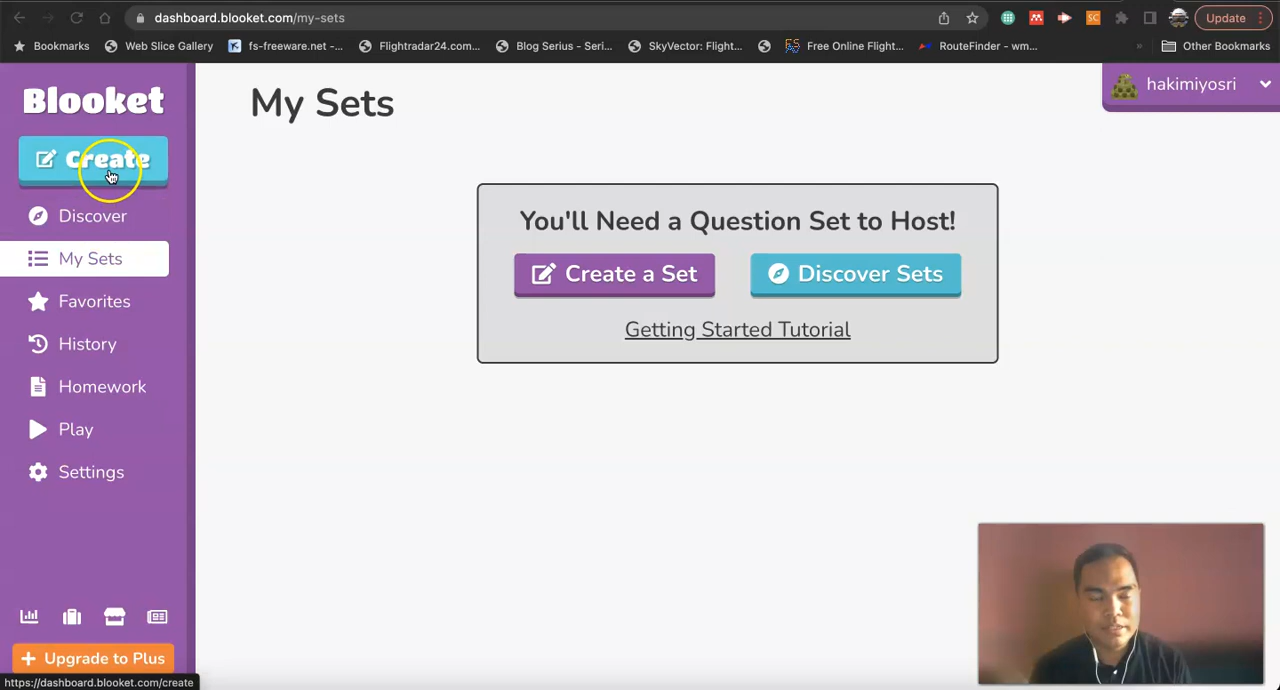 dashboard.blooket.com/my-sets
Update
Bookmarks Web Slice Gallery fs-freeware.net -... Flightradar24.com... Blog Serius - Seri... SkyVector: Flight... Free Online Flight... RouteFinder - wm... » Other Bookmarks
Blooket
My Sets
hakimiyosri
Create
Discover
My Sets
Favorites
History
Homework
Play
Settings
You'll Need a Question Set to Host!
Create a Set Discover Sets
Getting Started Tutorial
+ Upgrade to Plus
https://dashboard.blooket.com/create
SC